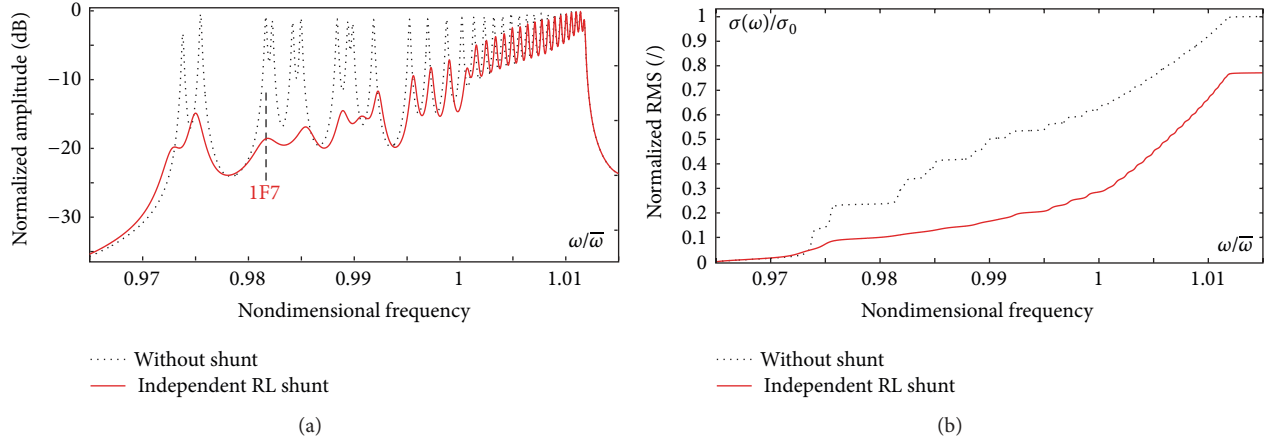 0
−10
−20
−30
Normalized amplitude (dB)
1F7
ω/ω̅
0.97
0.98
0.99
1
1.01
Nondimensional frequency
Without shunt
Independent RL shunt
(a)
σ(ω)/σ₀
1
0.9
0.8
0.7
0.6
0.5
0.4
0.3
0.2
0.1
0
Normalized RMS (/)
ω/ω̅
0.97
0.98
0.99
1
1.01
Nondimensional frequency
Without shunt
Independent RL shunt
(b)